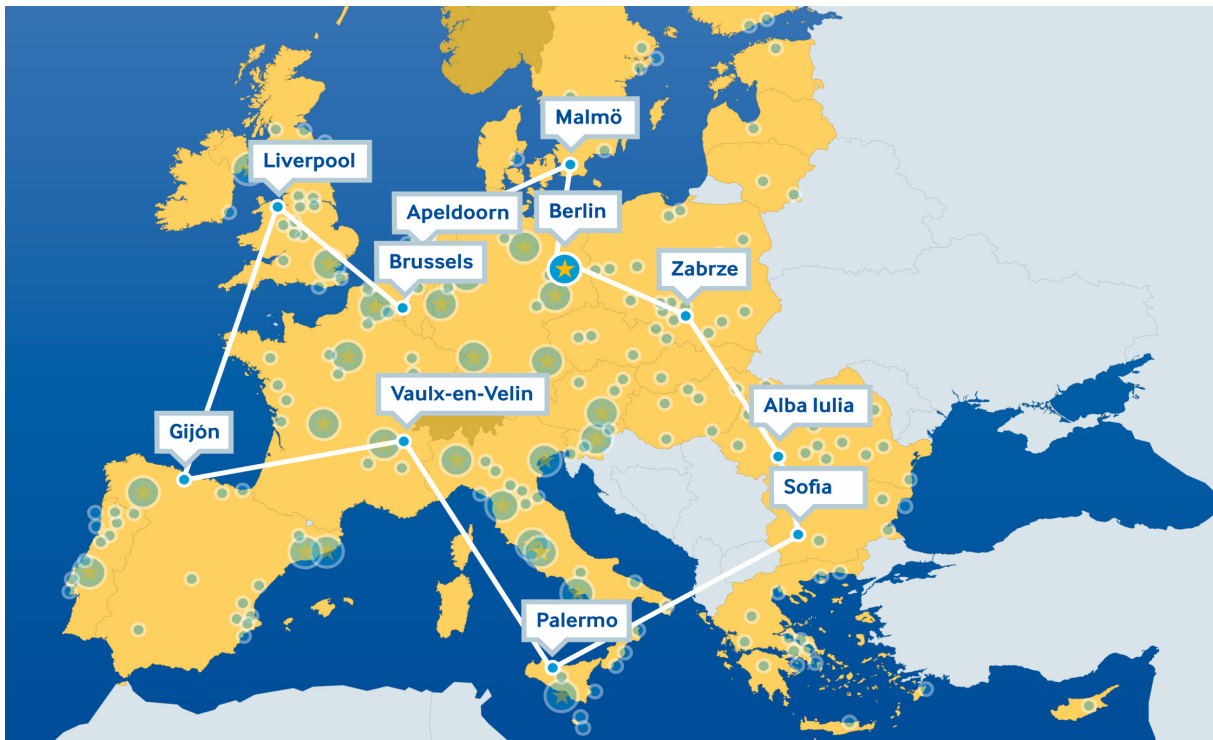 Malmö
Liverpool
Apeldoorn
Berlin
Brussels
Zabrze
Vaulx-en-Velin
Alba Iulia
Gijón
Sofia
Palermo